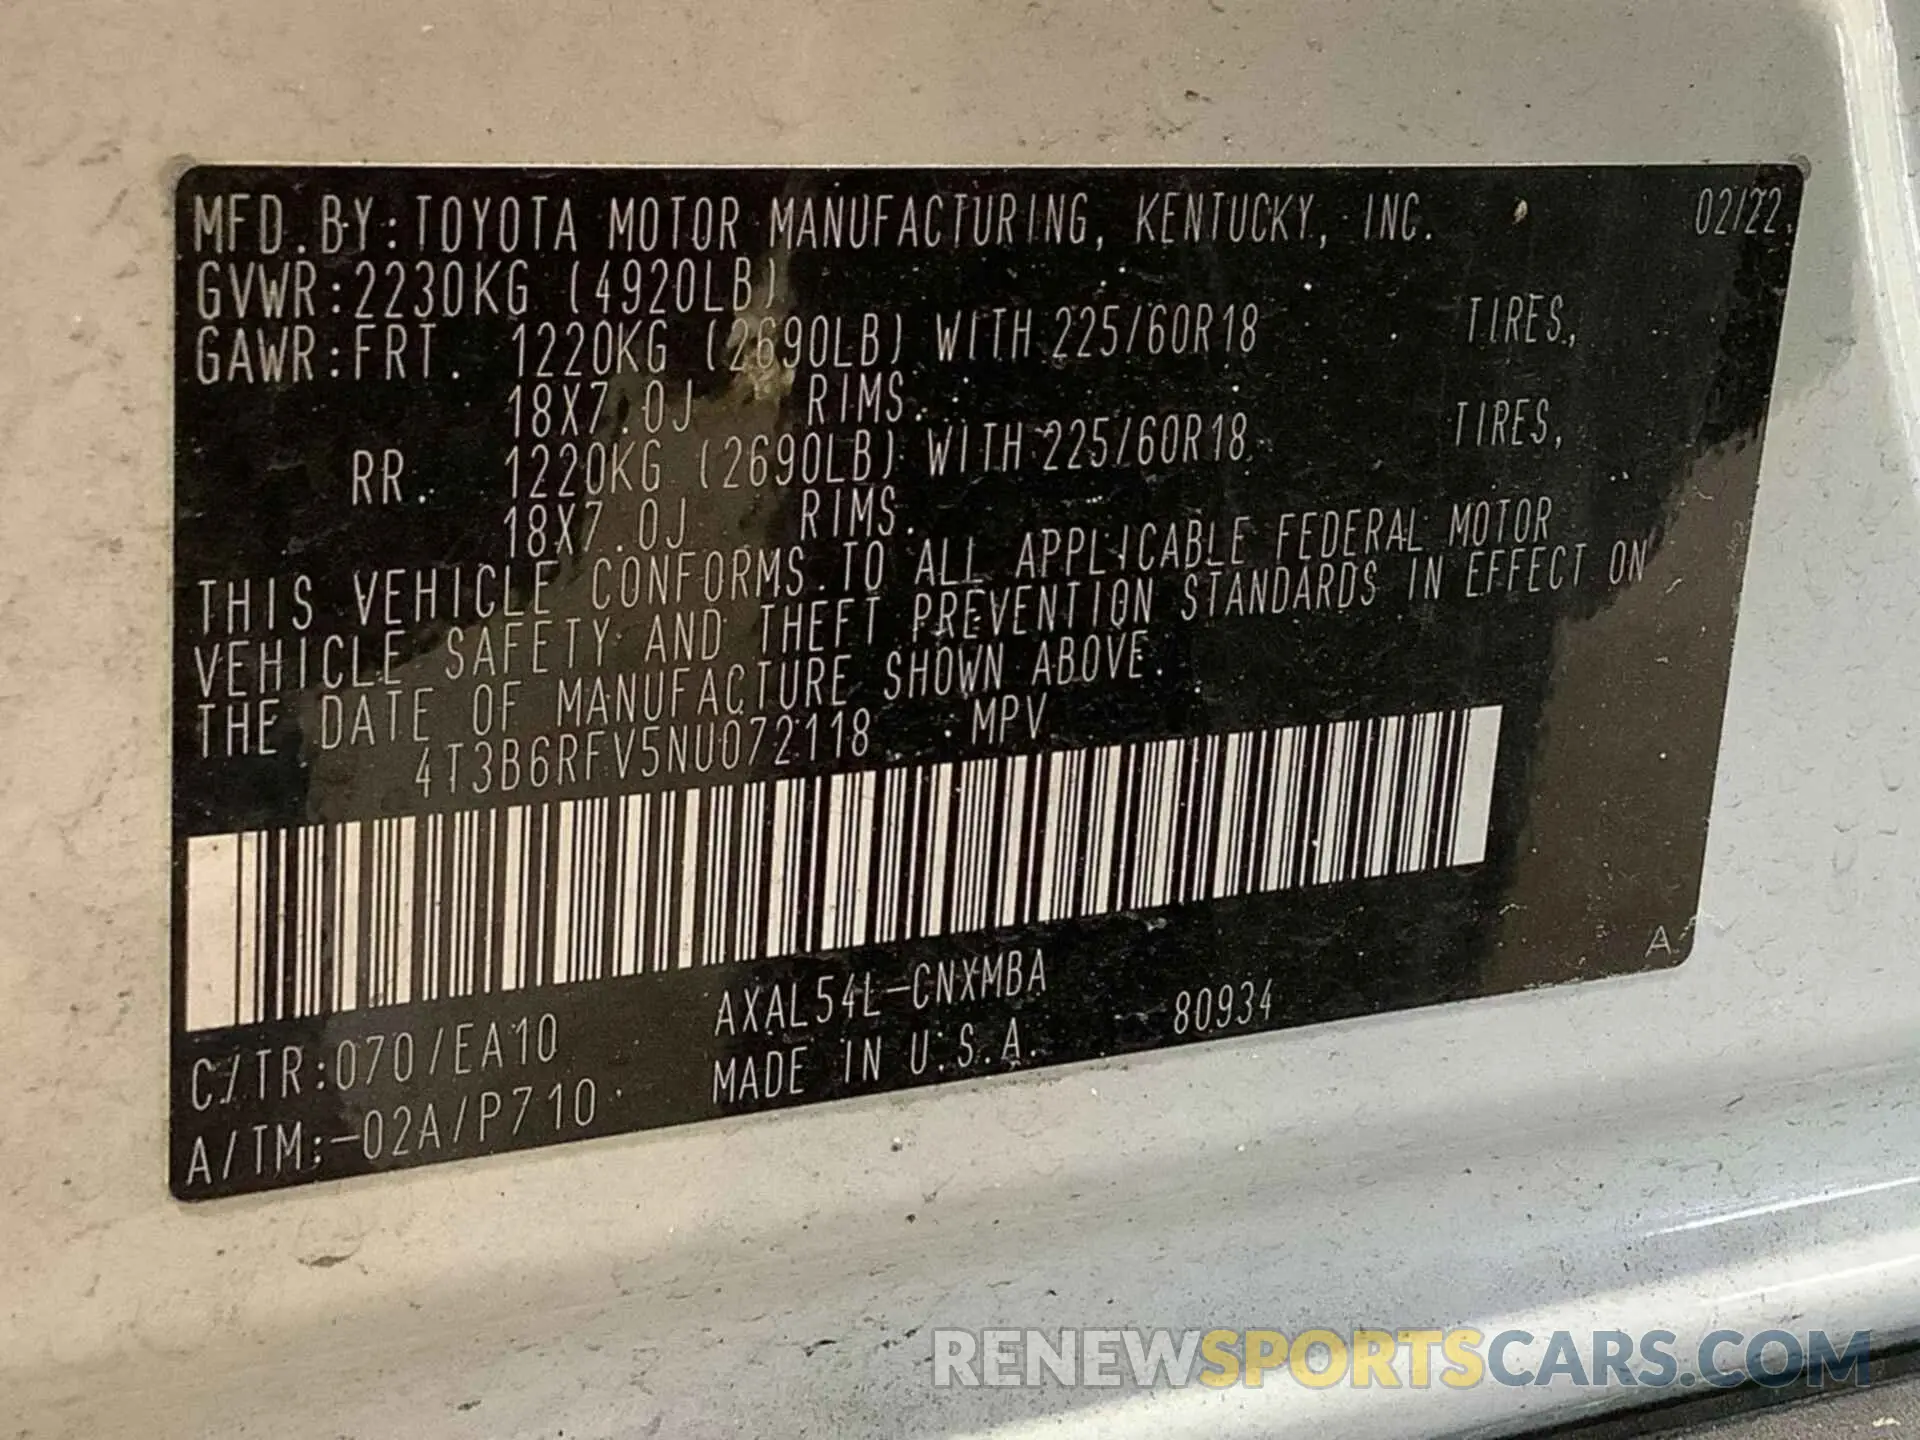 MFD. BY: TOYOTA MOTOR MANUFACTURING, KENTUCKY, INC. 02/22
GVWR: 2230KG (4920LB)
GAWR: FRT. 1220KG (2690LB) WITH 225/60R18 TIRES,
18X7.0J RIMS.
RR. 1220KG (2690LB) WITH 225/60R18 TIRES,
18X7.0J RIMS.
THIS VEHICLE CONFORMS TO ALL APPLICABLE FEDERAL MOTOR
VEHICLE SAFETY AND THEFT PREVENTION STANDARDS IN EFFECT ON
THE DATE OF MANUFACTURE SHOWN ABOVE.
4T3B6RFV5NU072118 MPV
A
C/TR:070/EA10 AXAL54L-CNXMBA 80934
A/TM:-02A/P710 MADE IN U.S.A.
RENEWSPORTSCARS.COM